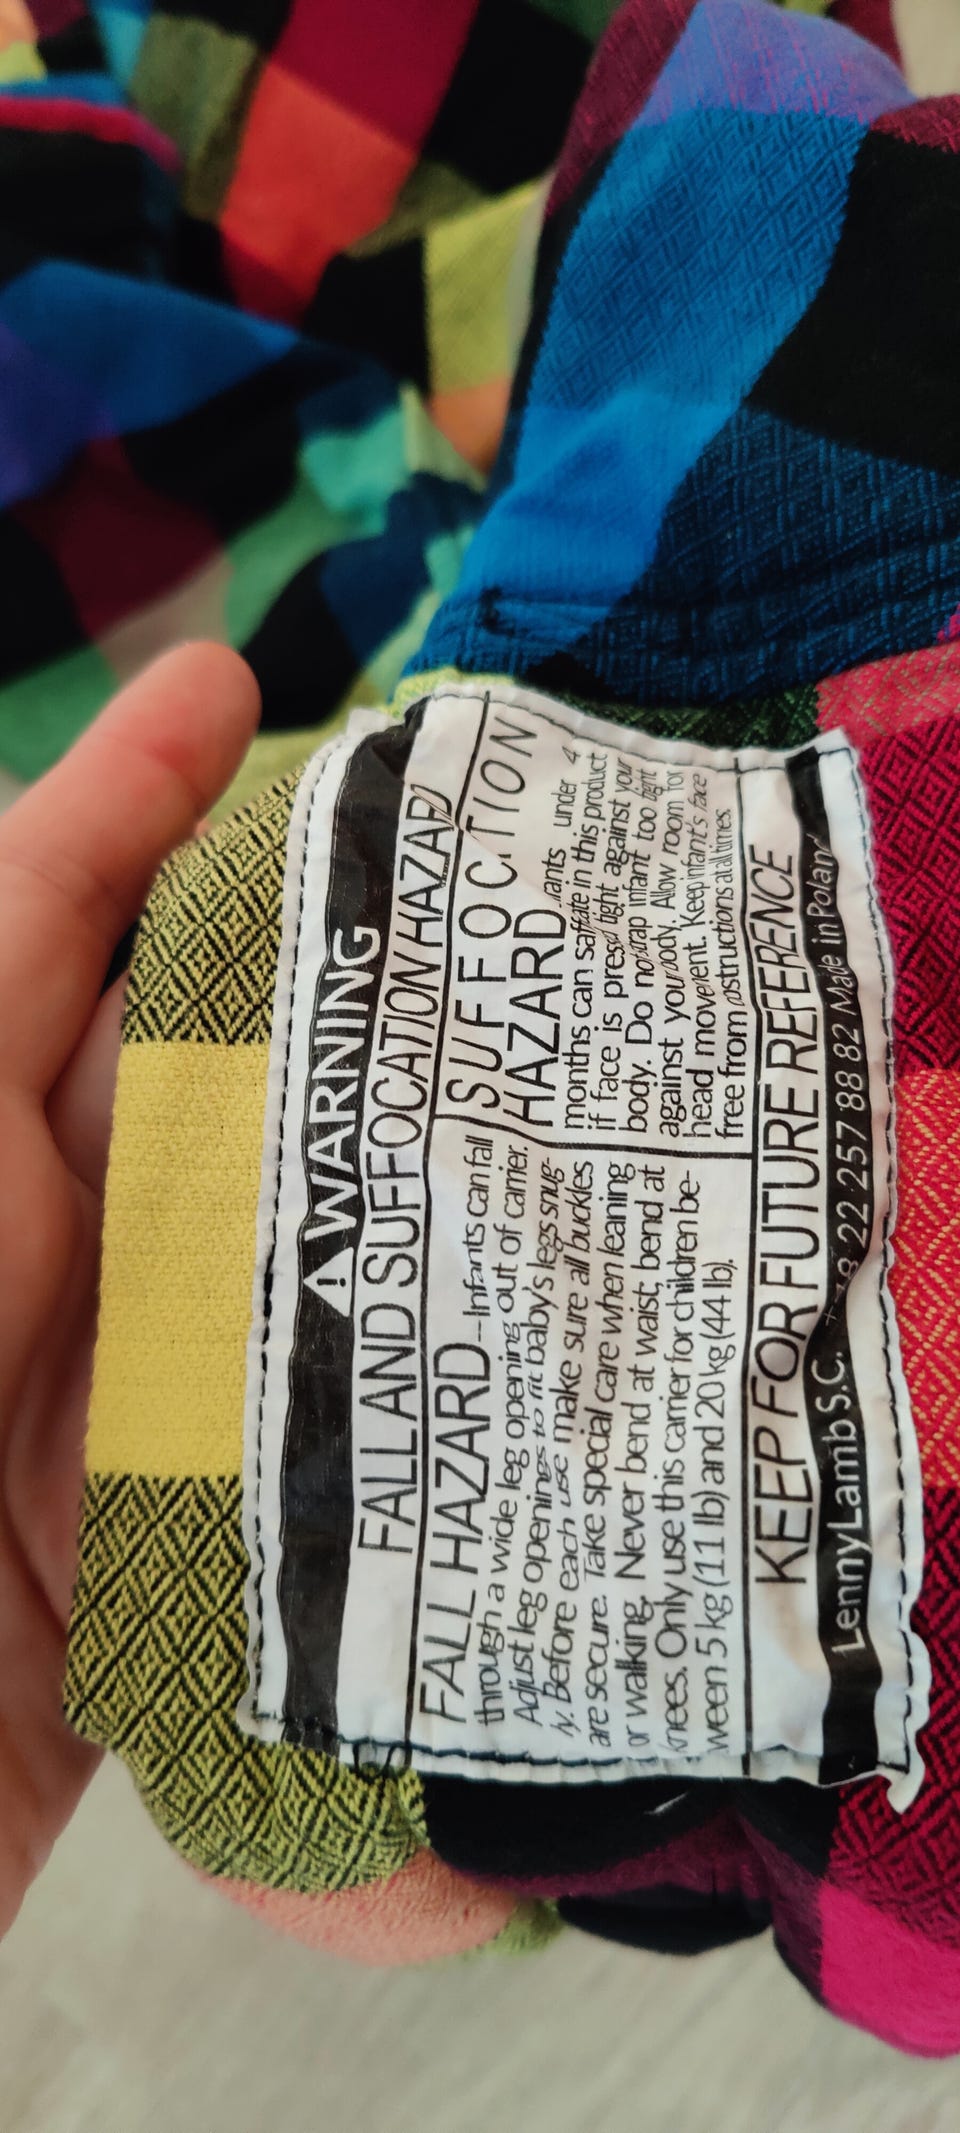 WARNING
FALL AND SUFFOCATION HAZARD
FALL HAZARD – Infants can fall
through a wide leg opening out of carrier.
Adjust leg openings to fit baby's legs snug-
ly. Before each use make sure all buckles
are secure. Take special care when leaning
or walking. Never bend at waist; bend at
knees. Only use this carrier for children be-
ween 5 kg (11 lb) and 20 kg (44 lb).
SUFFOC TION
HAZARD under 4
months can in this product
if face is pressed tight against your
body. Do not strap infant too tight
against your body. Allow room for
head movement. Keep infant's face
free from obstructions at all times.
KEEP FOR FUTURE REFERENCE
LennyLamb S.C. 22 257 88 82 Made in Poland